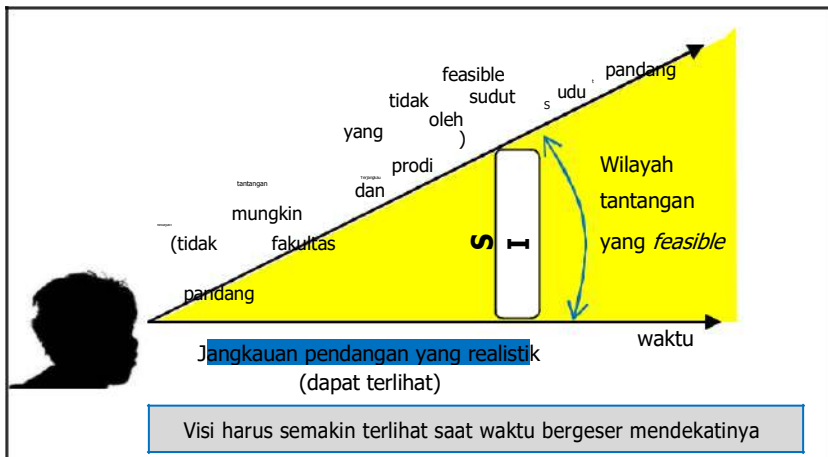 feasible
tidak
sudut
S udu t pandang
yang
oleh
)
prodi
Terjangkau
dan
tantangan
mungkin
(tidak
fakultas
pandang
S I
Wilayah
tantangan
yang feasible
waktu
Jangkauan pendangan yang realistik
(dapat terlihat)
Visi harus semakin terlihat saat waktu bergeser mendekatinya